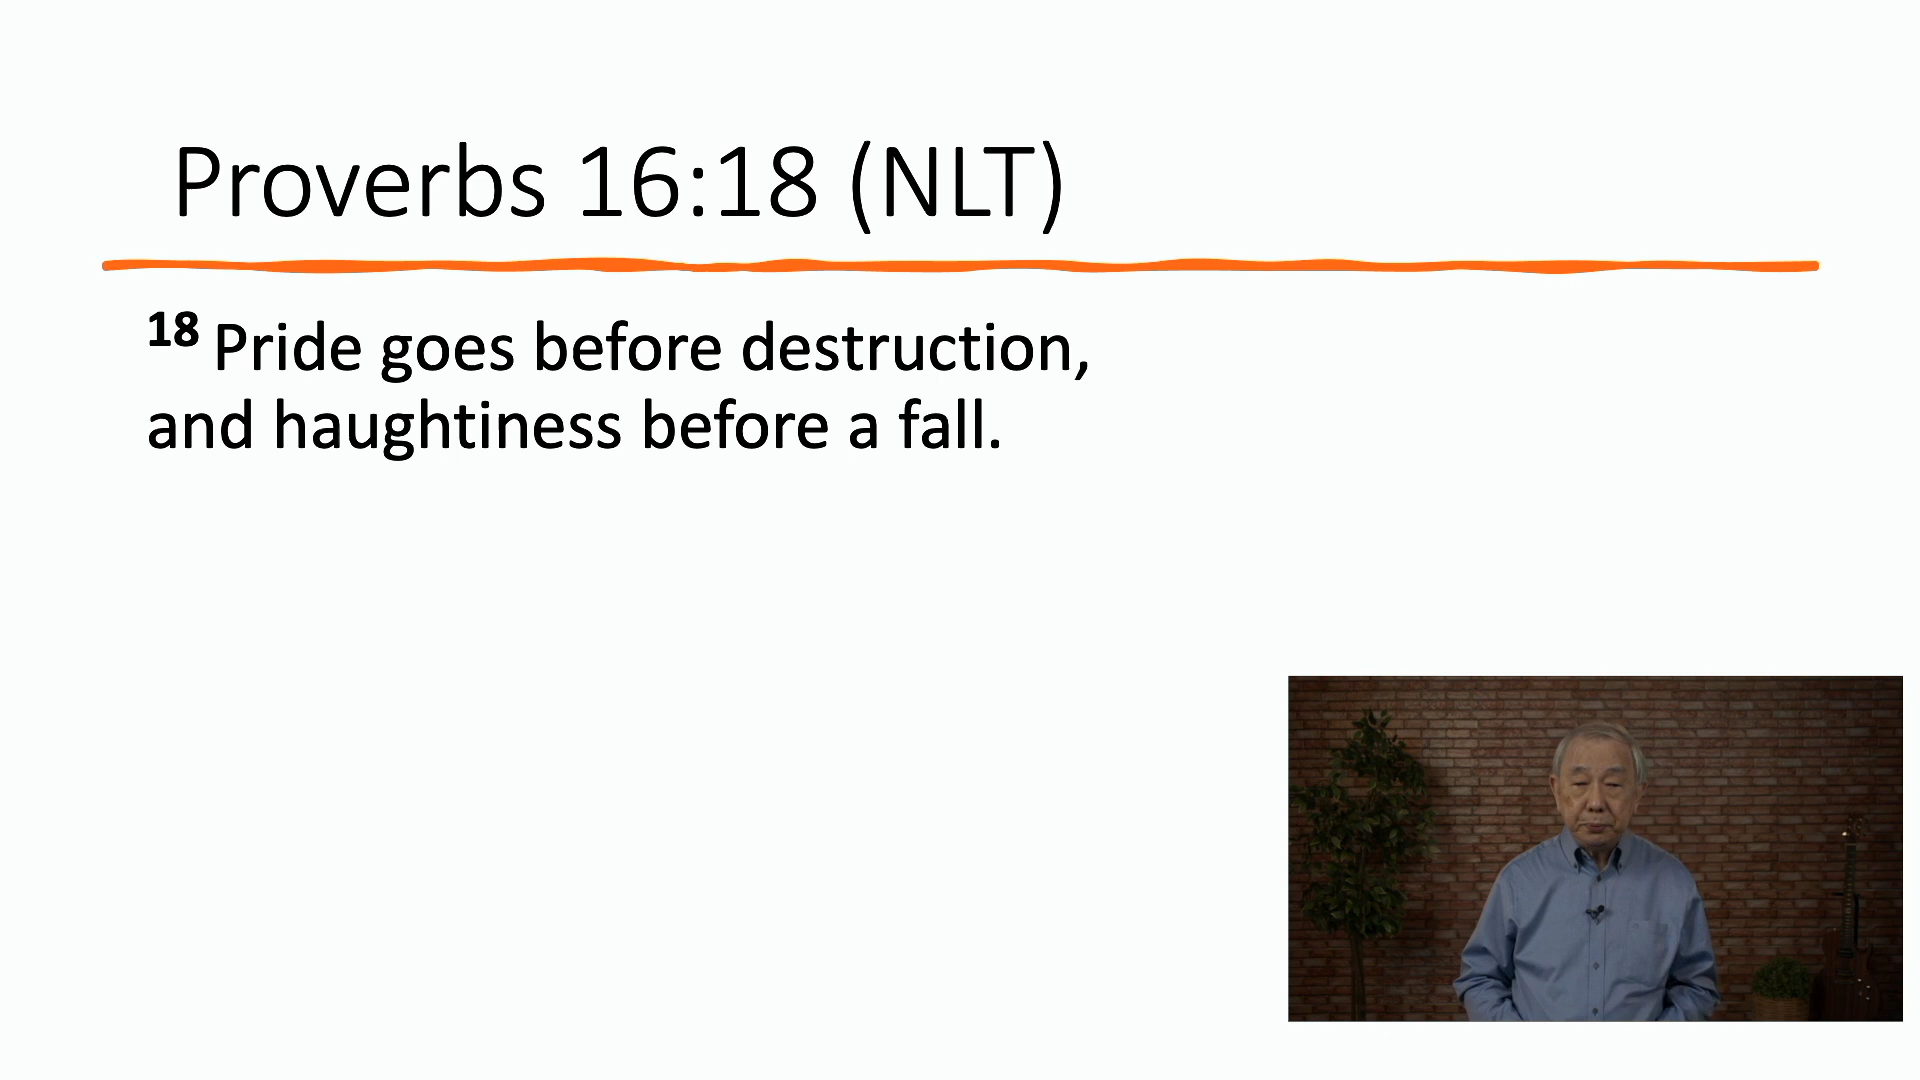 Proverbs 16:18 (NLT)
18 Pride goes before destruction,
and haughtiness before a fall.